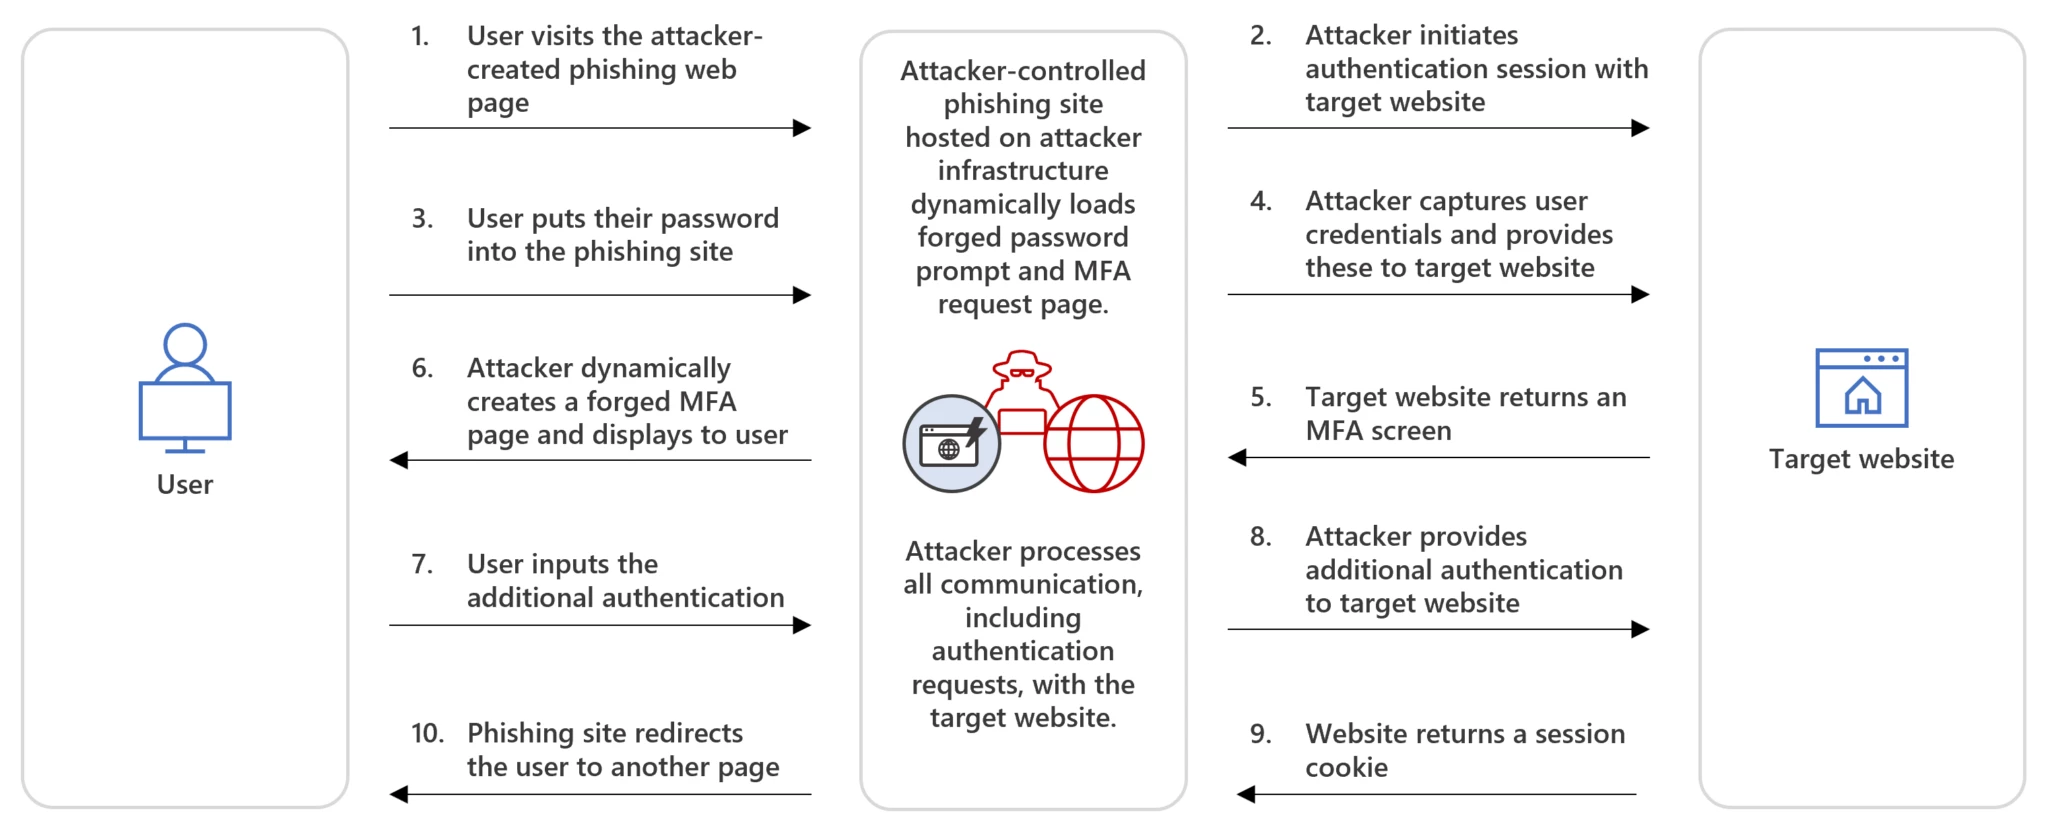 1. User visits the attacker-
created phishing web
page
2. Attacker initiates
authentication session with
target website
3. User puts their password
into the phishing site
4. Attacker captures user
credentials and provides
these to target website
6. Attacker dynamically
creates a forged MFA
page and displays to user
5. Target website returns an
MFA screen
7. User inputs the
additional authentication
8. Attacker provides
additional authentication
to target website
10. Phishing site redirects
the user to another page
9. Website returns a session
cookie
User
Attacker-controlled
phishing site
hosted on attacker
infrastructure
dynamically loads
forged password
prompt and MFA
request page.
Attacker processes
all communication,
including
authentication
requests, with the
target website.
Target website